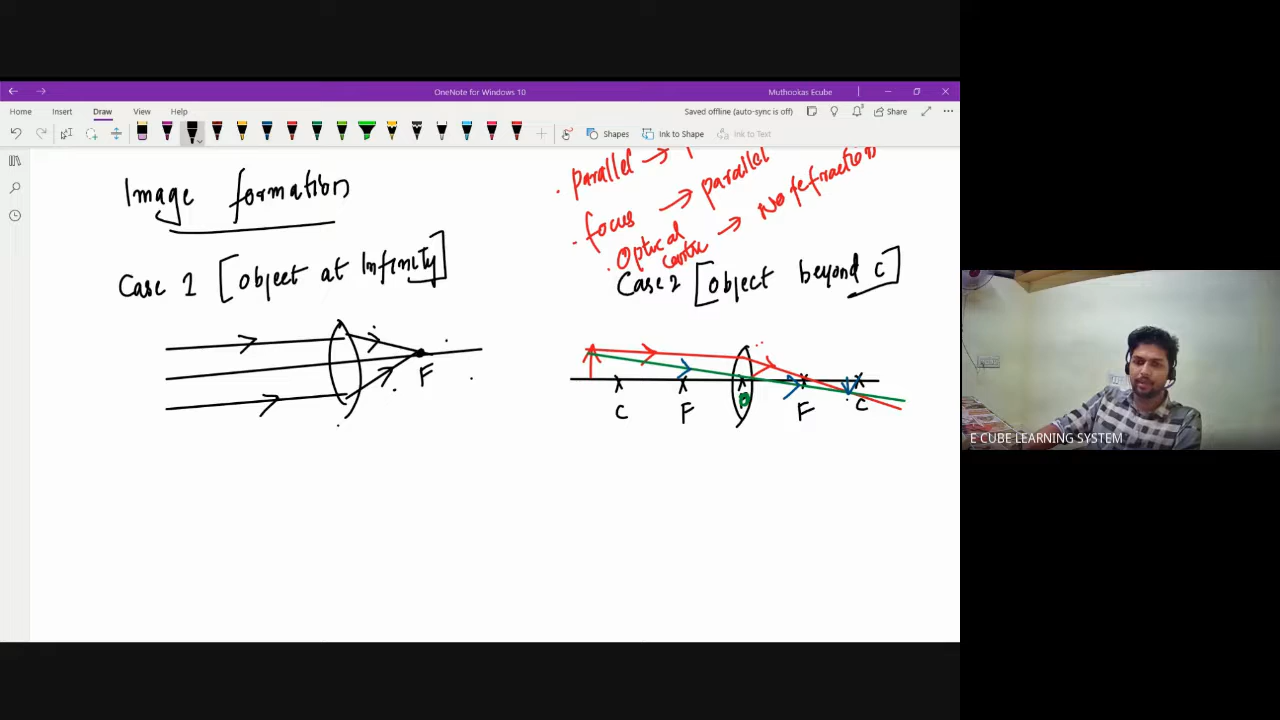 OneNote for Windows 10
Muthookas Ecube
Home Insert Draw View Help
Saved offline (auto-sync is off)
Share
Shapes
Ink to Shape
Ink to Text
Image formation
Case 1 [object at Infinity]
F
. parallel →
. focus → parallel
. Optical centre → No refraction
Case 2 [object beyond C]
C F O F C
E CUBE LEARNING SYSTEM